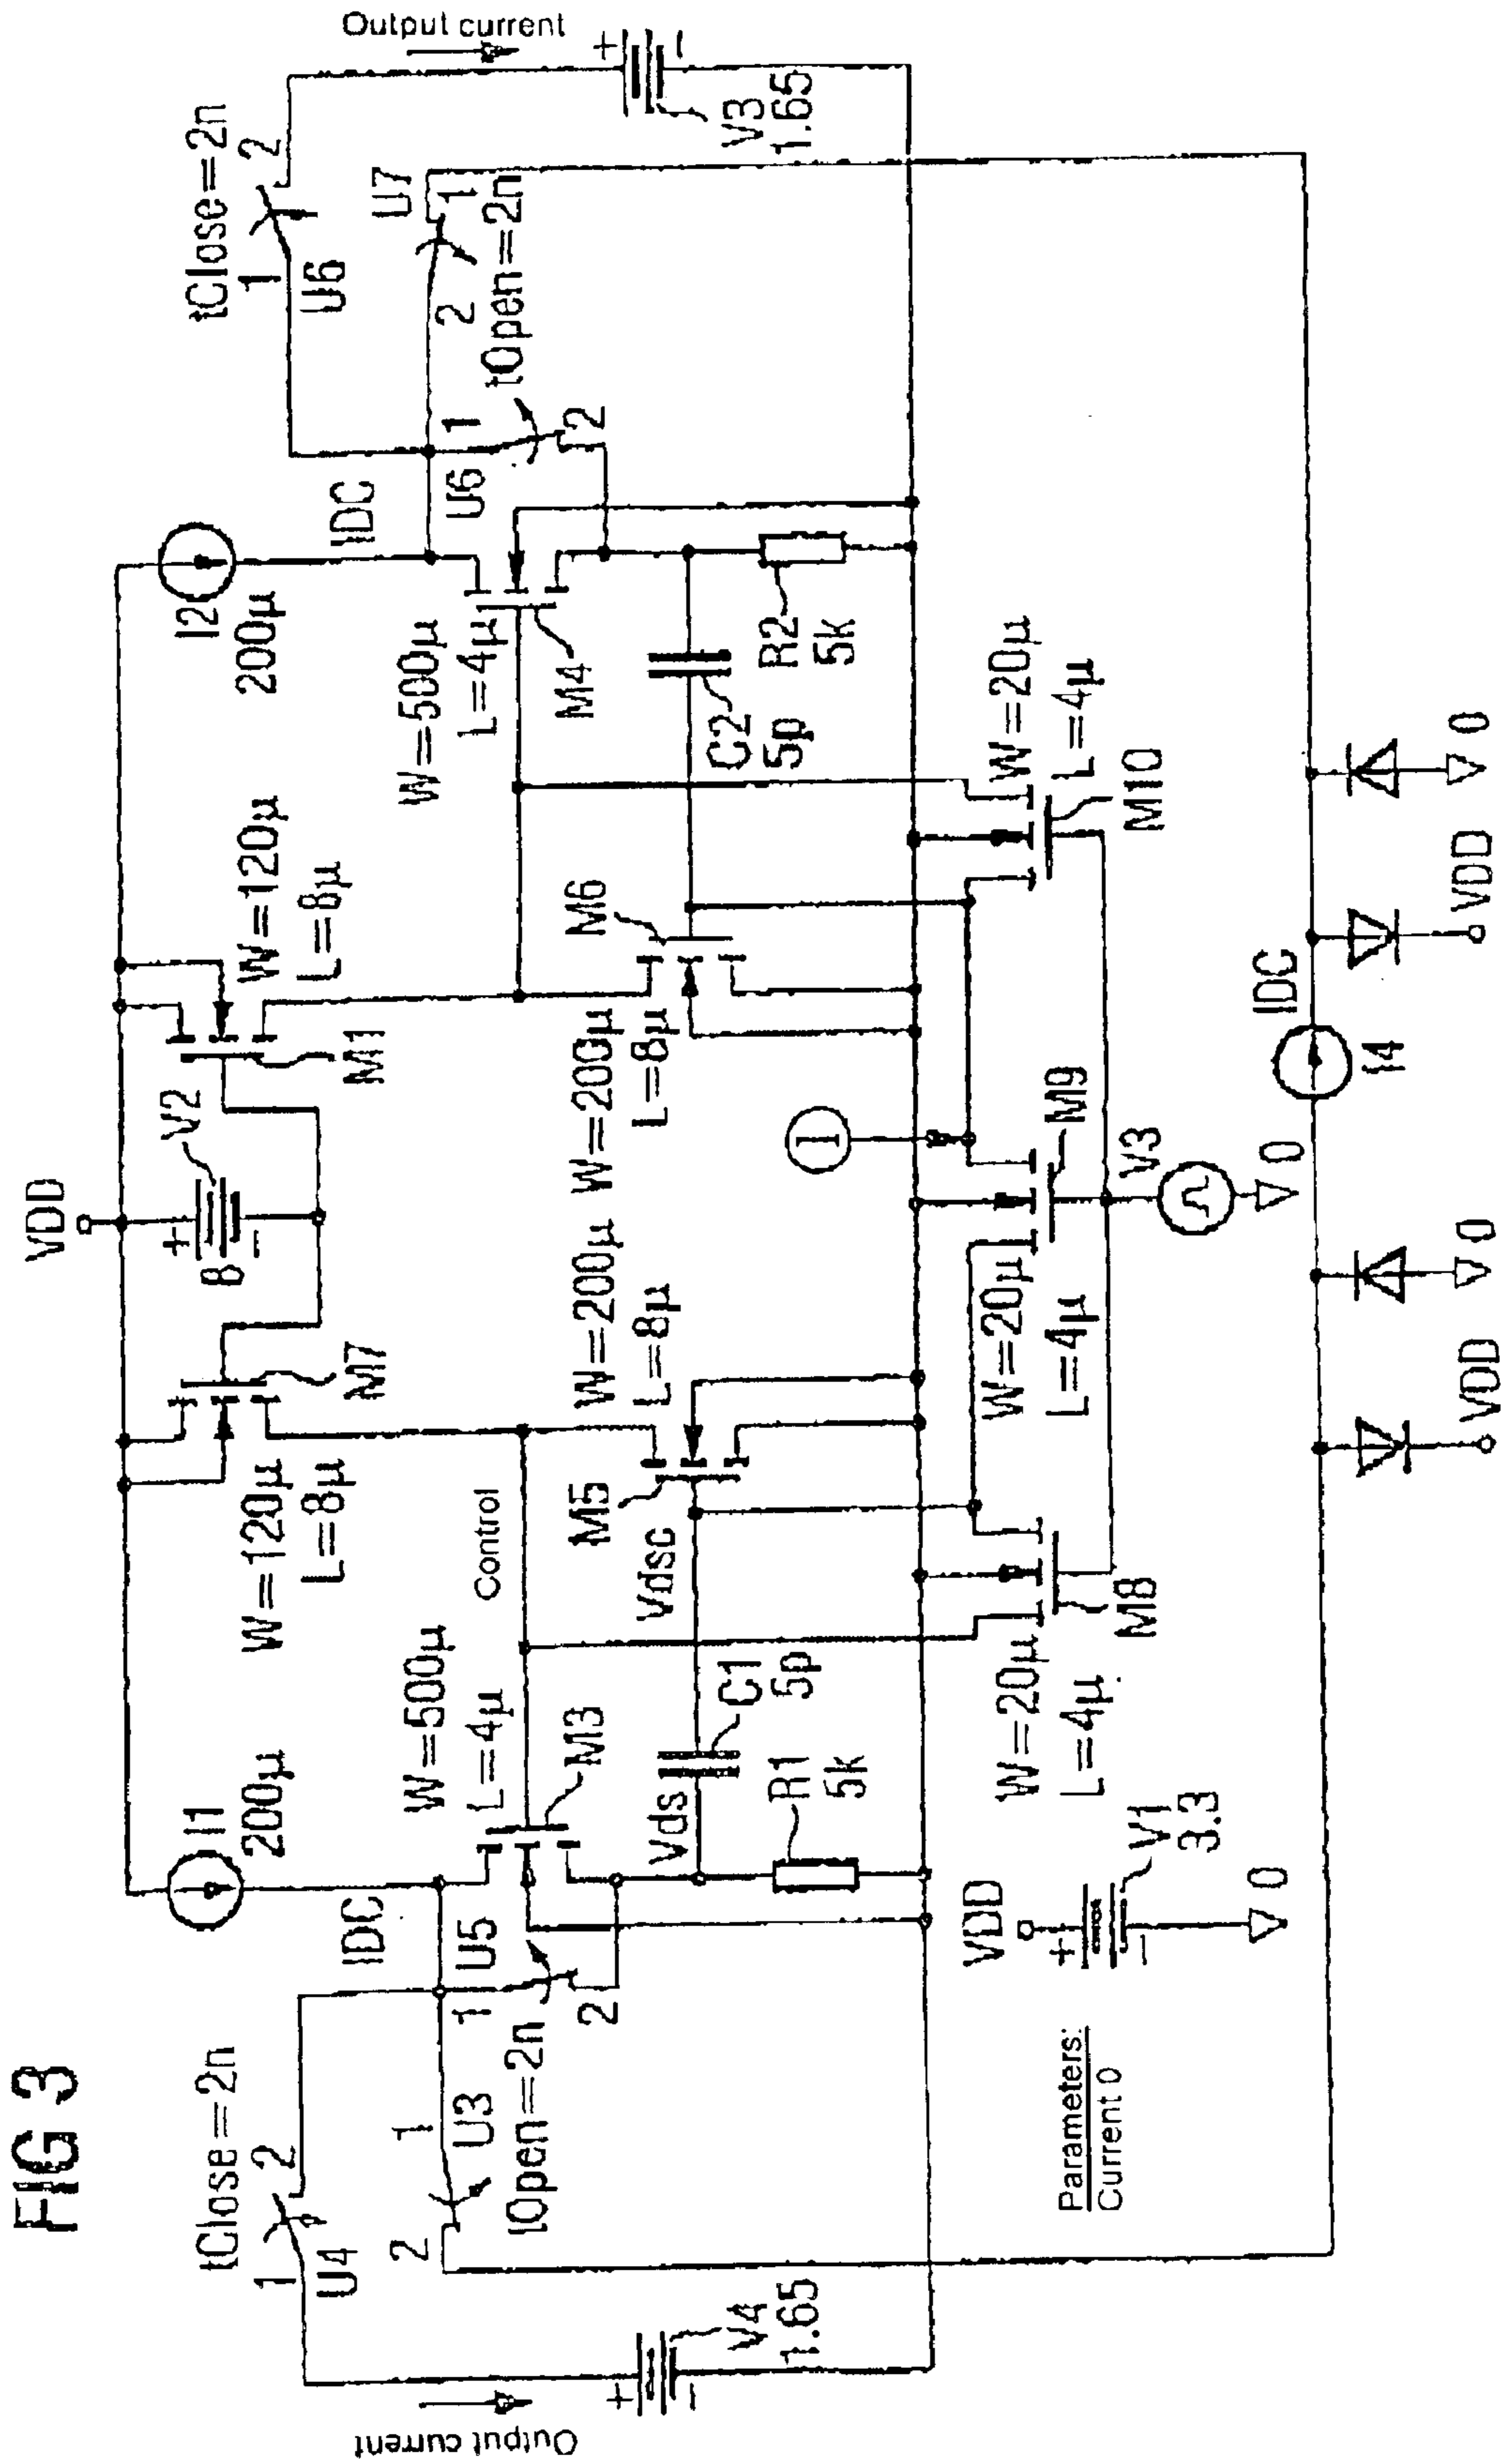 FIG 3
Output current
tClose=2n
1
2
U4
V4
1.65
+
-
2
1
U3
tOpen=2n
IDC
U5
1
2
I1
200µ
W=500µ
L=4µ
M3
Vds
C1
5p
R1
5k
Control
Vdsc
W=120µ
L=8µ
M7
VDD
V2
+
-
8
M1
W=120µ
L=8µ
M5
W=200µ
L=8µ
W=200µ
L=8µ
M6
1
I2
200µ
IDC
W=500µ
L=4µ
M4
C2
5p
R2
5k
U6
1
2
tOpen=2n
2
1
U7
tClose=2n
1
2
U6
Output current
+
-
V3
1.65
W=20µ
L=4µ
M8
W=20µ
L=4µ
M9
W=20µ
L=4µ
M10
V3
0
Parameters:
Current 0
VDD
+
-
V1
3.3
0
VDD
0
IDC
I4
VDD
0